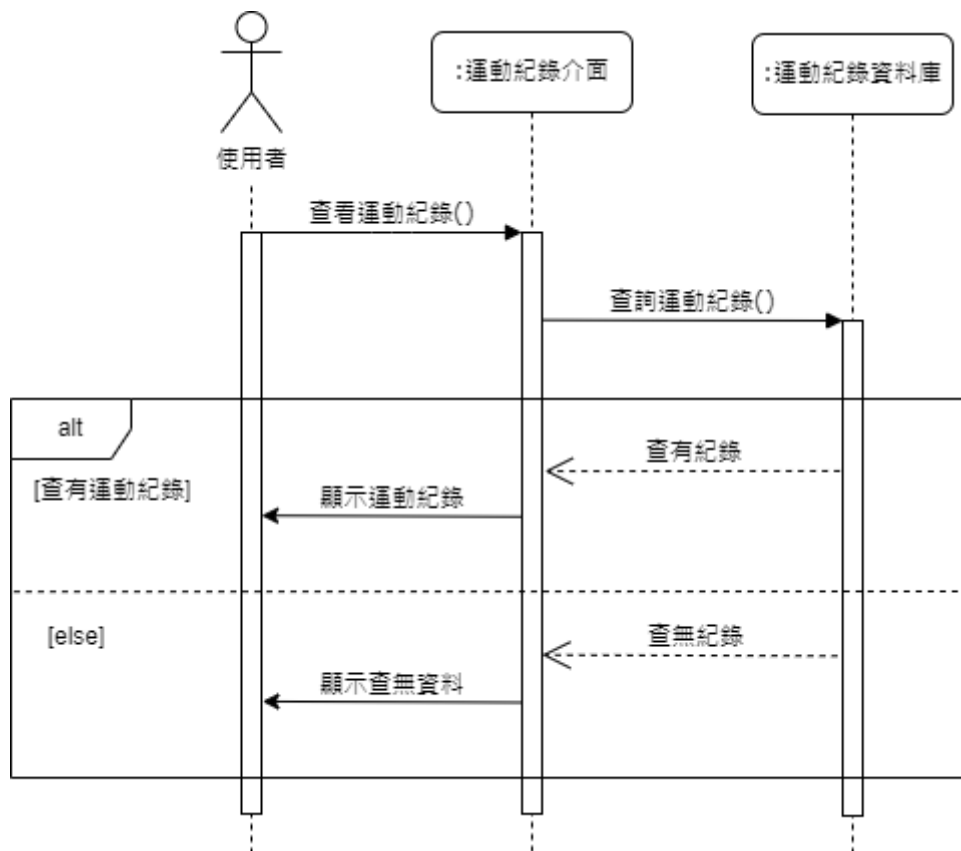 :運動紀錄介面
:運動紀錄資料庫
使用者
查看運動紀錄()
查詢運動紀錄()
alt
查有紀錄
[查有運動紀錄]
顯示運動紀錄
[else]
查無紀錄
顯示查無資料